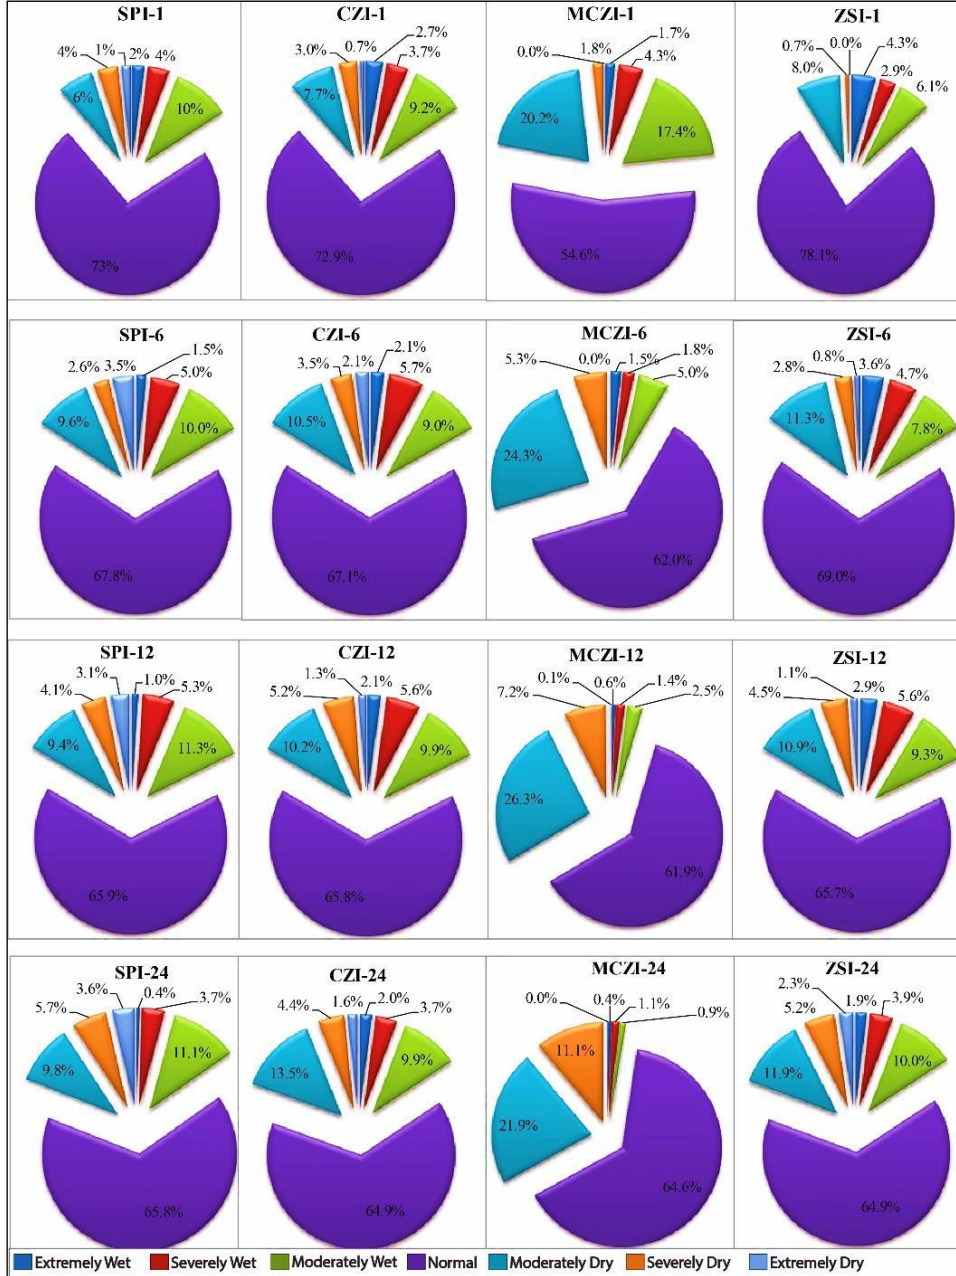 SPI-1 CZI-1 MCZI-1 ZSI-1
4% 1% 2% 4% 3.0% 0.7% 2.7% 3.7% 0.0% 1.8% 1.7% 4.3% 0.7% 0.0% 4.3% 2.9%
6% 10% 7.7% 9.2% 20.2% 17.4% 8.0% 6.1%
73% 72.9% 54.6% 78.1%
SPI-6 CZI-6 MCZI-6 ZSI-6
2.6% 3.5% 1.5% 5.0% 3.5% 2.1% 2.1% 5.7% 5.3% 0.0% 1.5% 1.8% 5.0% 2.8% 0.8% 3.6% 4.7%
9.6% 10.0% 10.5% 9.0% 24.3% 11.3% 7.8%
67.8% 67.1% 62.0% 69.0%
SPI-12 CZI-12 MCZI-12 ZSI-12
4.1% 3.1% 1.0% 5.3% 5.2% 1.3% 2.1% 5.6% 7.2% 0.1% 0.6% 1.4% 2.5% 4.5% 1.1% 2.9% 5.6%
9.4% 11.3% 10.2% 9.9% 26.3% 10.9% 9.3%
65.9% 65.8% 61.9% 65.7%
SPI-24 CZI-24 MCZI-24 ZSI-24
5.7% 3.6% 0.4% 3.7% 4.4% 1.6% 2.0% 3.7% 0.0% 0.4% 1.1% 0.9% 5.2% 2.3% 1.9% 3.9%
9.8% 11.1% 13.5% 9.9% 21.9% 11.1% 11.9% 10.0%
65.8% 64.9% 64.6% 64.9%
Extremely Wet Severely Wet Moderately Wet Normal Moderately Dry Severely Dry Extremely Dry